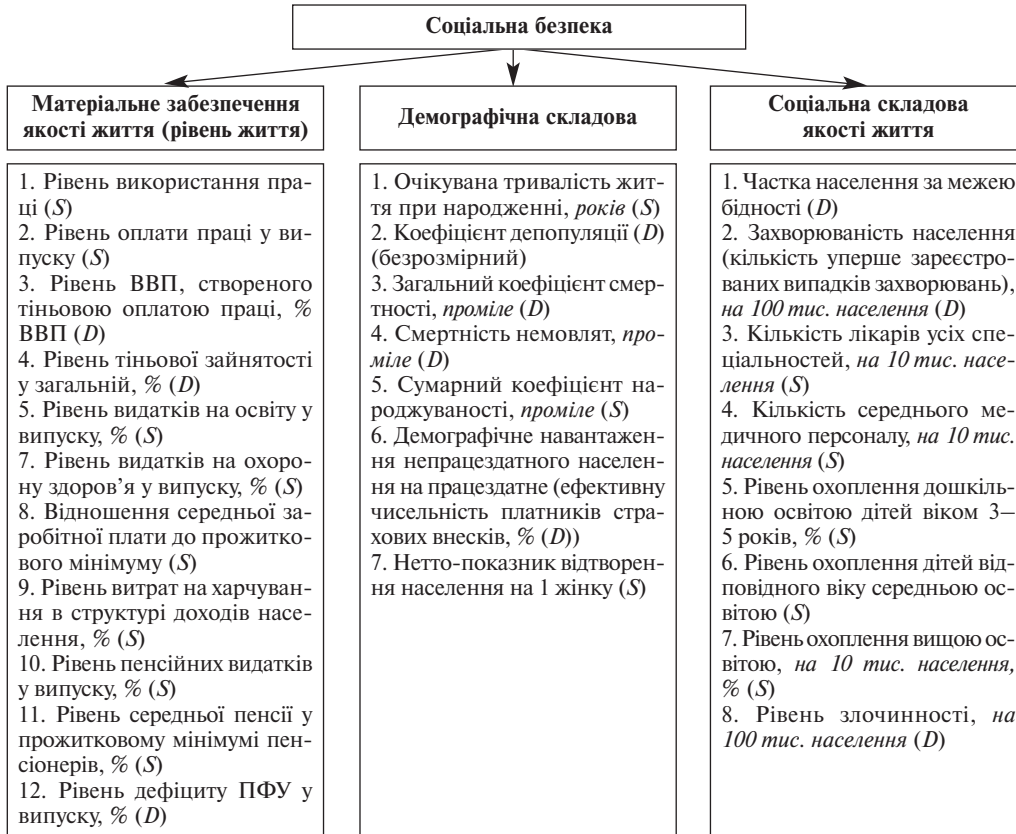 Соціальна безпека
Матеріальне забезпечення
якості життя (рівень життя)
1. Рівень використання пра-
ці (S)
2. Рівень оплати праці у ви-
пуску (S)
3. Рівень ВВП, створеного
тіньовою оплатою праці, %
ВВП (D)
4. Рівень тіньової зайнятості
у загальній, % (D)
5. Рівень видатків на освіту у
випуску, % (S)
7. Рівень видатків на охоро-
ну здоров'я у випуску, % (S)
8. Відношення середньої за-
робітної плати до прожитко-
вого мінімуму (S)
9. Рівень витрат на харчуван-
ня в структурі доходів насе-
лення, % (S)
10. Рівень пенсійних видатків
у випуску, % (S)
11. Рівень середньої пенсії у
прожитковому мінімумі пен-
сіонерів, % (S)
12. Рівень дефіциту ПФУ у
випуску, % (D)
Демографічна складова
1. Очікувана тривалість жит-
тя при народженні, років (S)
2. Коефіцієнт депопуляції (D)
(безрозмірний)
3. Загальний коефіцієнт смер-
тності, проміле (D)
4. Смертність немовлят, про-
міле (D)
5. Сумарний коефіцієнт на-
роджуваності, проміле (S)
6. Демографічне навантажен-
ня непрацездатного населен-
ня на працездатне (ефективну
чисельність платників стра-
хових внесків, % (D))
7. Нетто-показник відтворен-
ня населення на 1 жінку (S)
Соціальна складова
якості життя
1. Частка населення за межею
бідності (D)
2. Захворюваність населення
(кількість уперше зареєстро-
ваних випадків захворювань),
на 100 тис. населення (D)
3. Кількість лікарів усіх спе-
ціальностей, на 10 тис. насе-
лення (S)
4. Кількість середнього ме-
дичного персоналу, на 10 тис.
населення (S)
5. Рівень охоплення дошкіль-
ною освітою дітей віком 3–
5 років, % (S)
6. Рівень охоплення дітей від-
повідного віку середньою ос-
вітою (S)
7. Рівень охоплення вищою ос-
вітою, на 10 тис. населення,
% (S)
8. Рівень злочинності, на
100 тис. населення (D)